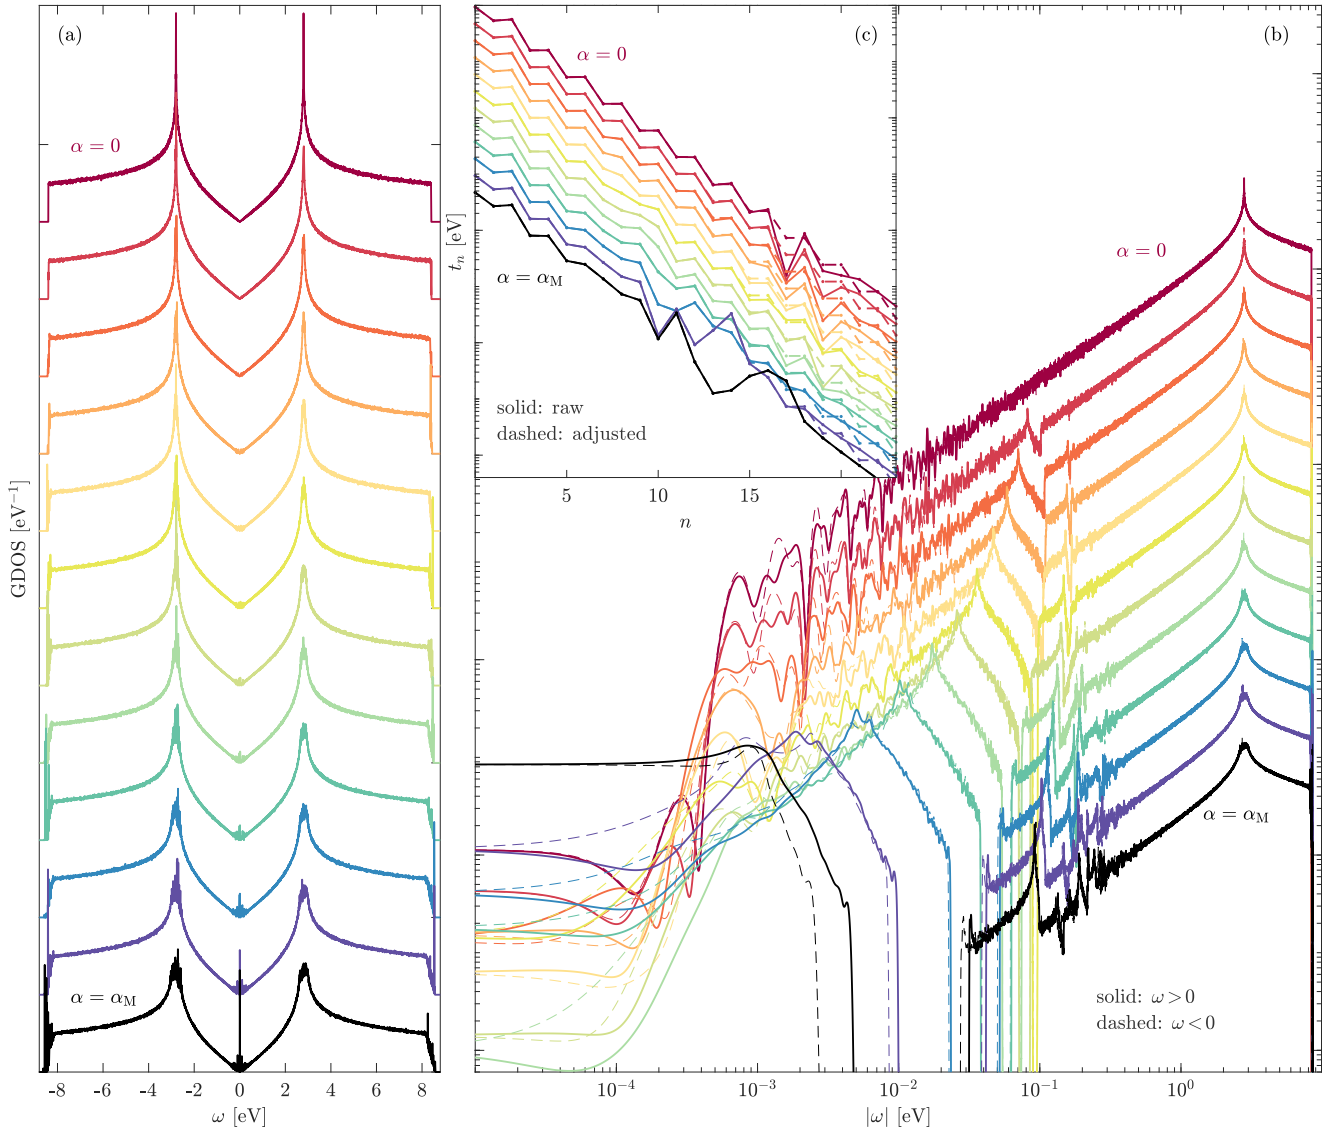 (a)
α = 0
α = α_M
GDOS [eV⁻¹]
-8 -6 -4 -2 0 2 4 6 8
ω [eV]
(c)
α = 0
t_n [eV]
α = α_M
solid: raw
dashed: adjusted
5 10 15
n
(b)
α = 0
α = α_M
solid: ω > 0
dashed: ω < 0
10⁻⁴ 10⁻³ 10⁻² 10⁻¹ 10⁰
|ω| [eV]